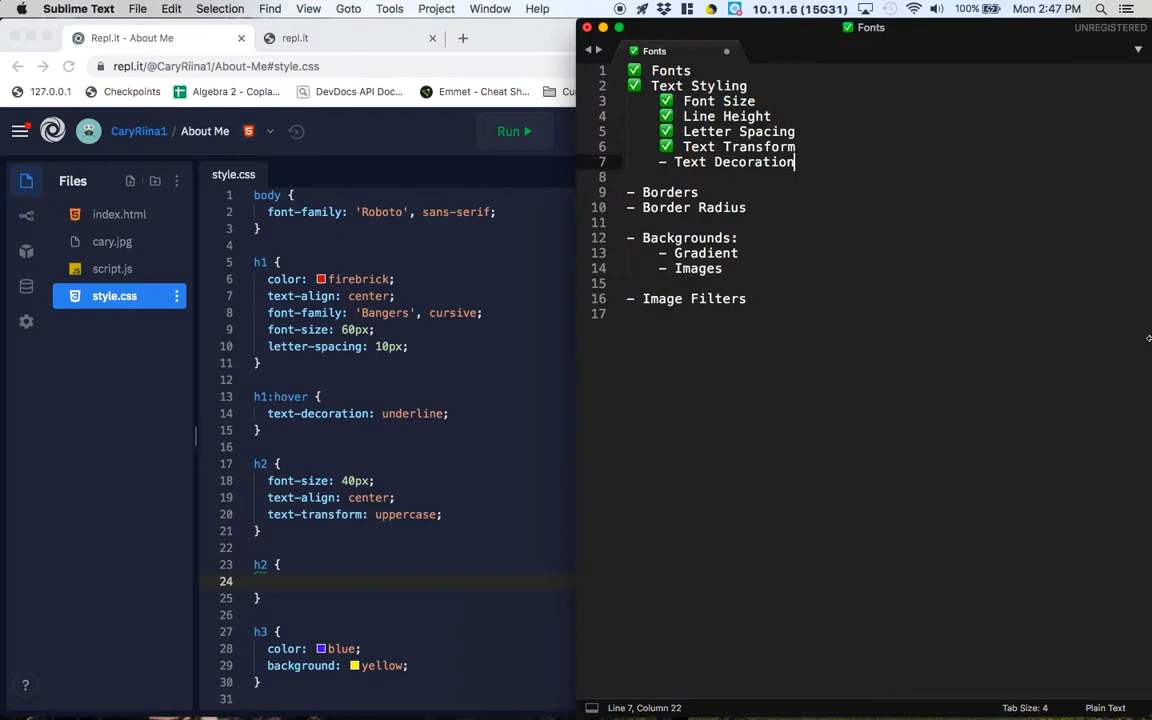 Sublime Text File Edit Selection Find View Goto Tools Project Window Help 10.11.6 (15G31) 100% Mon 2:47 PM
Repl.it - About Me
repl.it
repl.it/@CaryRiina1/About-Me#style.css
127.0.0.1 Checkpoints Algebra 2 - Copla... DevDocs API Doc... Emmet - Cheat Sh...
CaryRiina1 / About Me
Run
Files
index.html
cary.jpg
script.js
style.css
?
style.css
1 body {
2 font-family: 'Roboto', sans-serif;
3 }
4
5 h1 {
6 color: firebrick;
7 text-align: center;
8 font-family: 'Bangers', cursive;
9 font-size: 60px;
10 letter-spacing: 10px;
11 }
12
13 h1:hover {
14 text-decoration: underline;
15 }
16
17 h2 {
18 font-size: 40px;
19 text-align: center;
20 text-transform: uppercase;
21 }
22
23 h2 {
24
25 }
26
27 h3 {
28 color: blue;
29 background: yellow;
30 }
31
✅ Fonts
UNREGISTERED
✅ Fonts
1 ✅ Fonts
2 ✅ Text Styling
3 ✅ Font Size
4 ✅ Line Height
5 ✅ Letter Spacing
6 ✅ Text Transform
7 - Text Decoration
8
9 - Borders
10 - Border Radius
11
12 - Backgrounds:
13 - Gradient
14 - Images
15
16 - Image Filters
17
Line 7, Column 22
Tab Size: 4
Plain Text